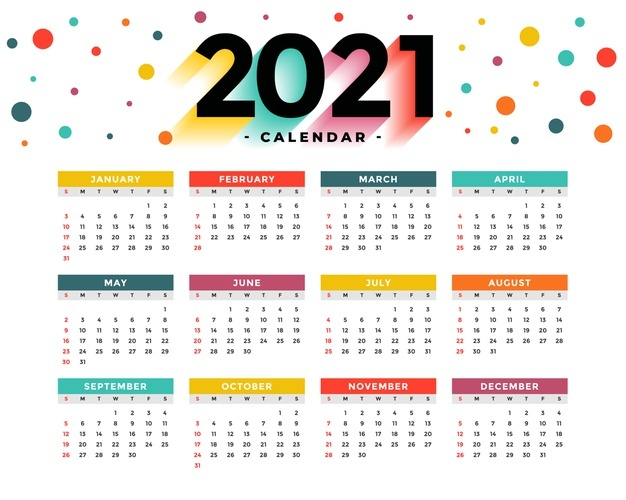 2021
- CALENDAR -
JANUARY
S M T W T F S
1 2
3 4 5 6 7 8 9
10 11 12 13 14 15 16
17 18 19 20 21 22 23
24 25 26 27 28 29 30
31
FEBRUARY
S M T W T F S
1 2 3 4 5 6
7 8 9 10 11 12 13
14 15 16 17 18 19 20
21 22 23 24 25 26 27
28
MARCH
S M T W T F S
1 2 3 4 5 6
7 8 9 10 11 12 13
14 15 16 17 18 19 20
21 22 23 24 25 26 27
28 29 30 31
APRIL
S M T W T F S
1 2 3
4 5 6 7 8 9 10
11 12 13 14 15 16 17
18 19 20 21 22 23 24
25 26 27 28 29 30
MAY
S M T W T F S
1
2 3 4 5 6 7 8
9 10 11 12 13 14 15
16 17 18 19 20 21 22
23 24 25 26 27 28 29
30 31
JUNE
S M T W T F S
1 2 3 4 5
6 7 8 9 10 11 12
13 14 15 16 17 18 19
20 21 22 23 24 25 26
27 28 29 30
JULY
S M T W T F S
1 2 3
4 5 6 7 8 9 10
11 12 13 14 15 16 17
18 19 20 21 22 23 24
25 26 27 28 29 30 31
AUGUST
S M T W T F S
1 2 3 4 5 6 7
8 9 10 11 12 13 14
15 16 17 18 19 20 21
22 23 24 25 26 27 28
29 30 31
SEPTEMBER
S M T W T F S
1 2 3 4
5 6 7 8 9 10 11
12 13 14 15 16 17 18
19 20 21 22 23 24 25
26 27 28 29 30
OCTOBER
S M T W T F S
1 2
3 4 5 6 7 8 9
10 11 12 13 14 15 16
17 18 19 20 21 22 23
24 25 26 27 28 29 30
31
NOVEMBER
S M T W T F S
1 2 3 4 5 6
7 8 9 10 11 12 13
14 15 16 17 18 19 20
21 22 23 24 25 26 27
28 29 30
DECEMBER
S M T W T F S
1 2 3 4
5 6 7 8 9 10 11
12 13 14 15 16 17 18
19 20 21 22 23 24 25
26 27 28 29 30 31